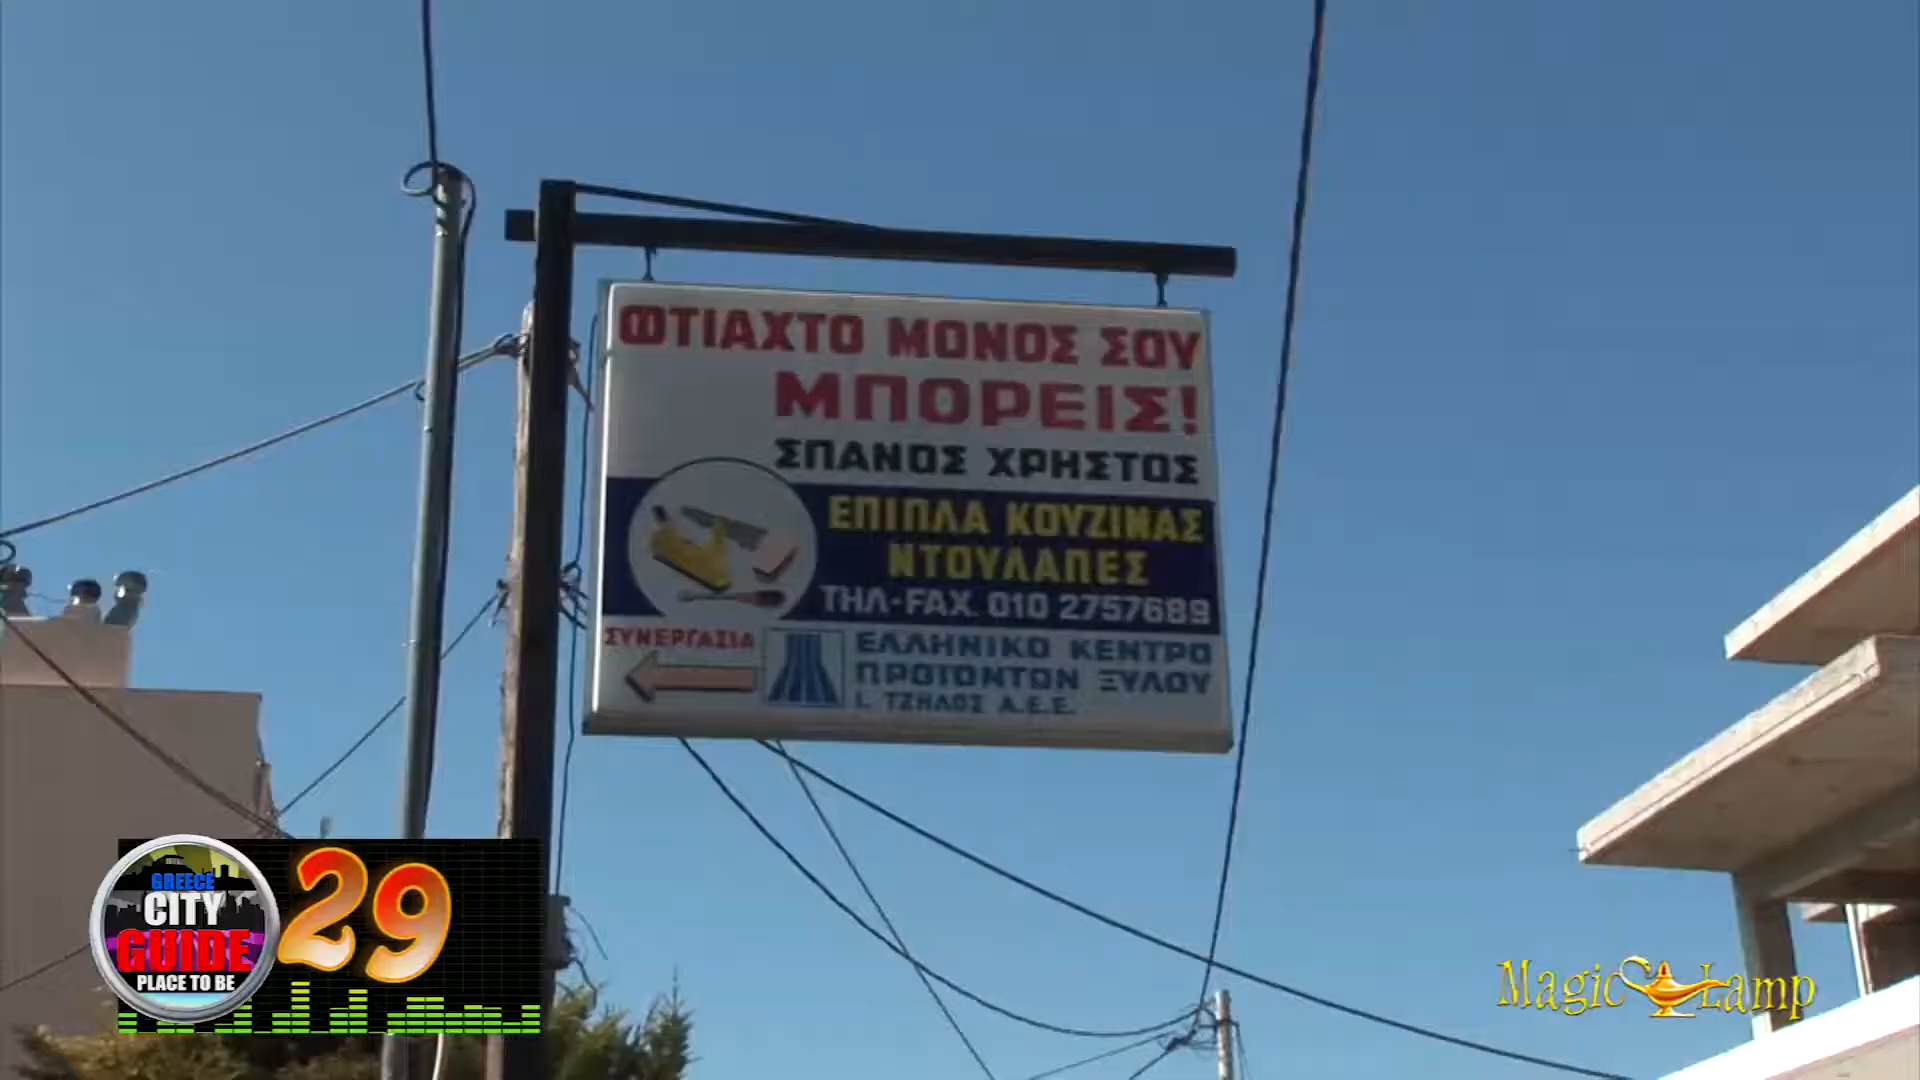 ΦΤΙΑΧΤΟ ΜΟΝΟΣ ΣΟΥ
ΜΠΟΡΕΙΣ!
ΣΠΑΝΟΣ ΧΡΗΣΤΟΣ
ΕΠΙΠΛΑ ΚΟΥΖΙΝΑΣ
ΝΤΟΥΛΑΠΕΣ
ΤΗΛ-FAX. 010 2757689
ΣΥΝΕΡΓΑΣΙΑ
ΕΛΛΗΝΙΚΟ ΚΕΝΤΡΟ
ΠΡΟΪΟΝΤΩΝ ΞΥΛΟΥ
Ι. ΤΖΗΛΟΣ Α.Ε.Ε.
GREECE
CITY
GUIDE
PLACE TO BE
29
Magic Lamp